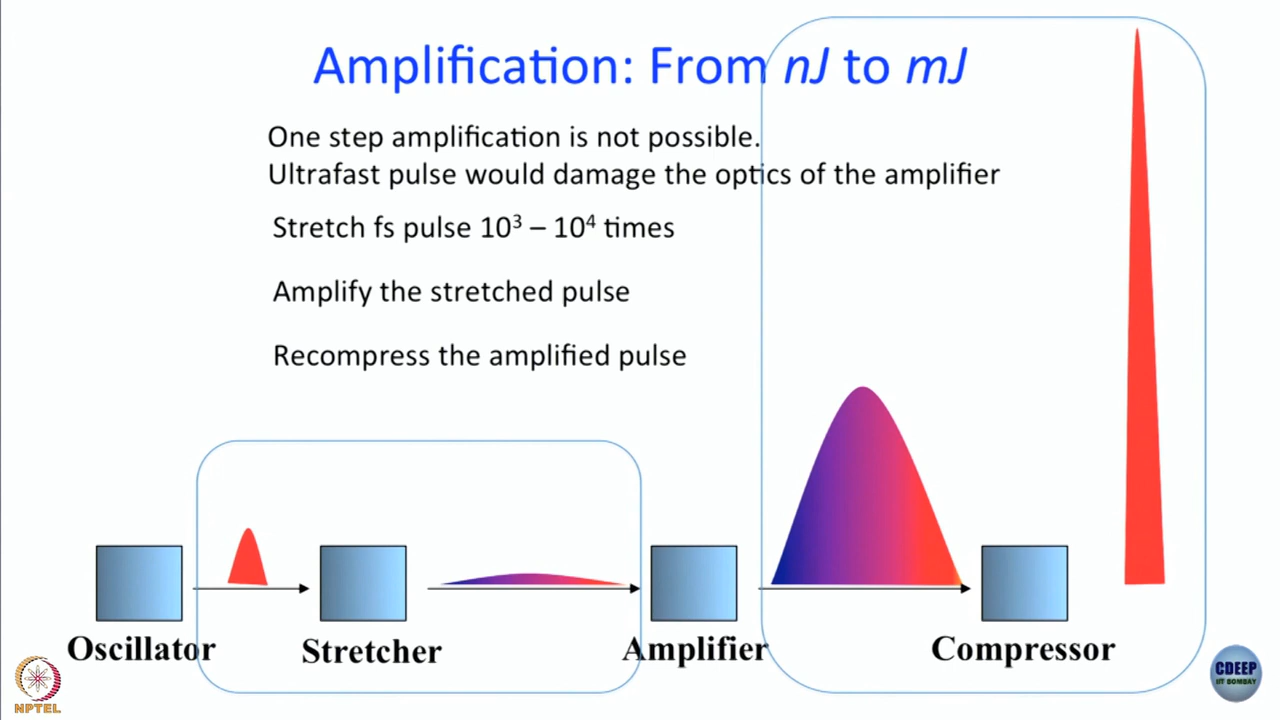 Amplification: From nJ to mJ
One step amplification is not possible.
Ultrafast pulse would damage the optics of the amplifier
Stretch fs pulse 10³ – 10⁴ times
Amplify the stretched pulse
Recompress the amplified pulse
Oscillator
Stretcher
Amplifier
Compressor
NPTEL
CDEEP
IIT BOMBAY